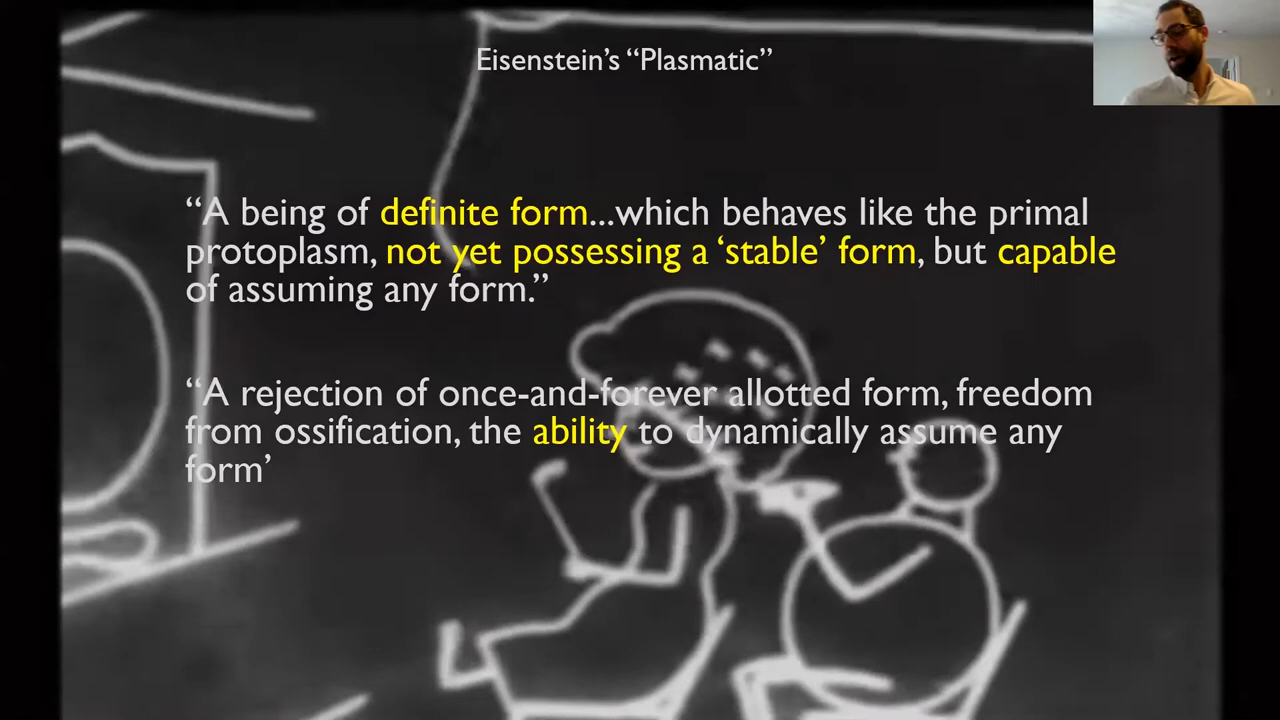 Eisenstein’s “Plasmatic”
“A being of definite form...which behaves like the primal
protoplasm, not yet possessing a ‘stable’ form, but capable
of assuming any form.”
“A rejection of once-and-forever allotted form, freedom
from ossification, the ability to dynamically assume any
form’